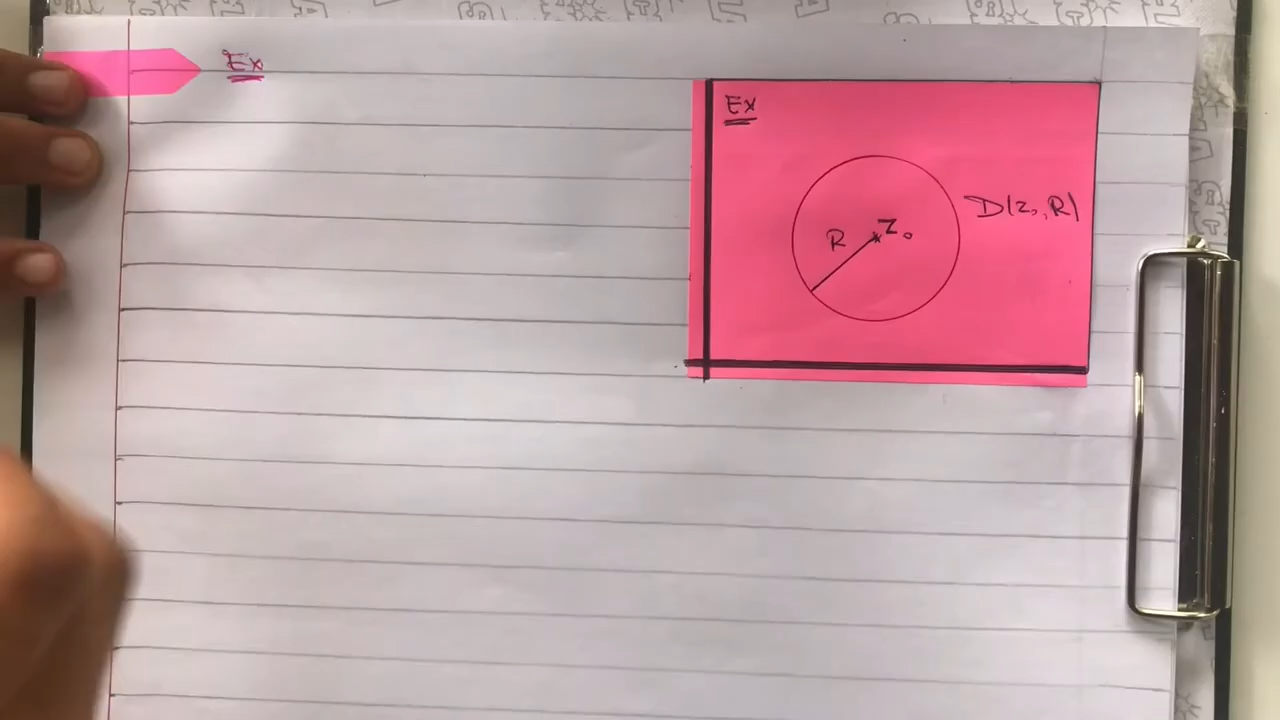 Ex
Ex
D(z₀,R)
R
z₀